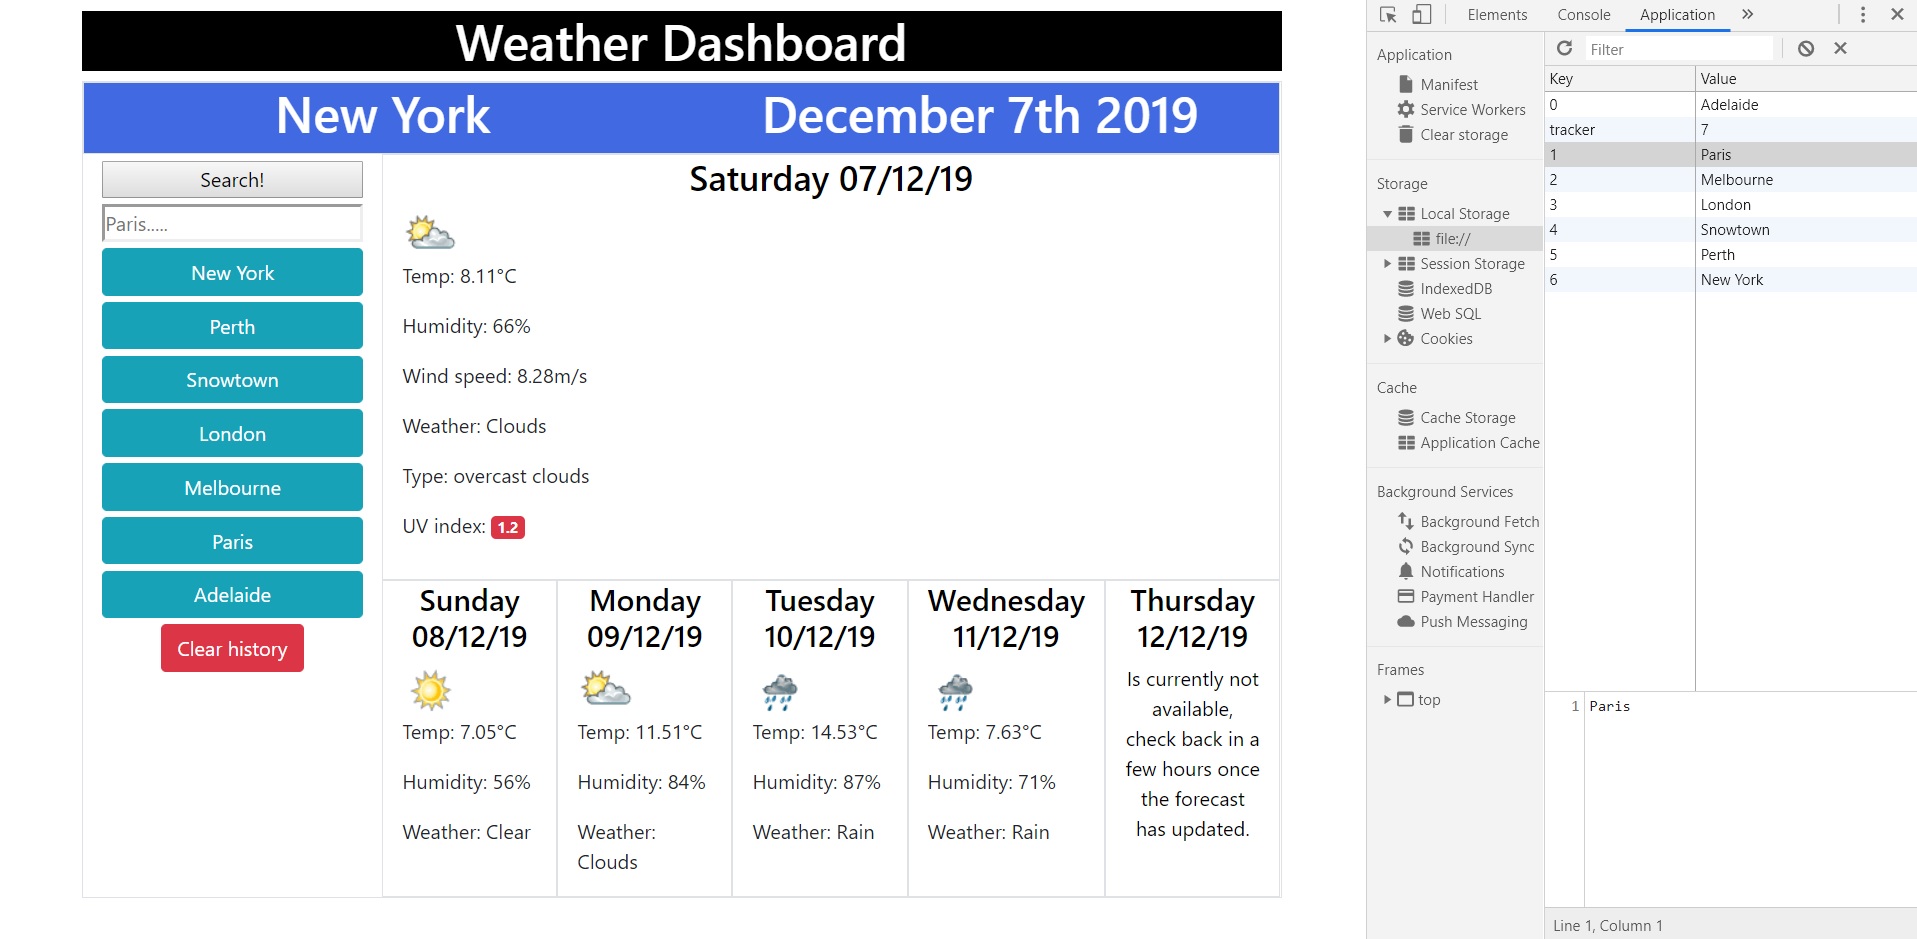 Weather Dashboard
New York
December 7th 2019
Search!
Paris.....
New York
Perth
Snowtown
London
Melbourne
Paris
Adelaide
Clear history
Saturday 07/12/19
Temp: 8.11°C
Humidity: 66%
Wind speed: 8.28m/s
Weather: Clouds
Type: overcast clouds
UV index: 1.2
Sunday
08/12/19
Temp: 7.05°C
Humidity: 56%
Weather: Clear
Monday
09/12/19
Temp: 11.51°C
Humidity: 84%
Weather:
Clouds
Tuesday
10/12/19
Temp: 14.53°C
Humidity: 87%
Weather: Rain
Wednesday
11/12/19
Temp: 7.63°C
Humidity: 71%
Weather: Rain
Thursday
12/12/19
Is currently not
available,
check back in a
few hours once
the forecast
has updated.
Elements Console Application »
Application
Manifest
Service Workers
Clear storage
Storage
Local Storage
file://
Session Storage
IndexedDB
Web SQL
Cookies
Cache
Cache Storage
Application Cache
Background Services
Background Fetch
Background Sync
Notifications
Payment Handler
Push Messaging
Frames
top
Filter
Key Value
0 Adelaide
tracker 7
1 Paris
2 Melbourne
3 London
4 Snowtown
5 Perth
6 New York
1 Paris
Line 1, Column 1